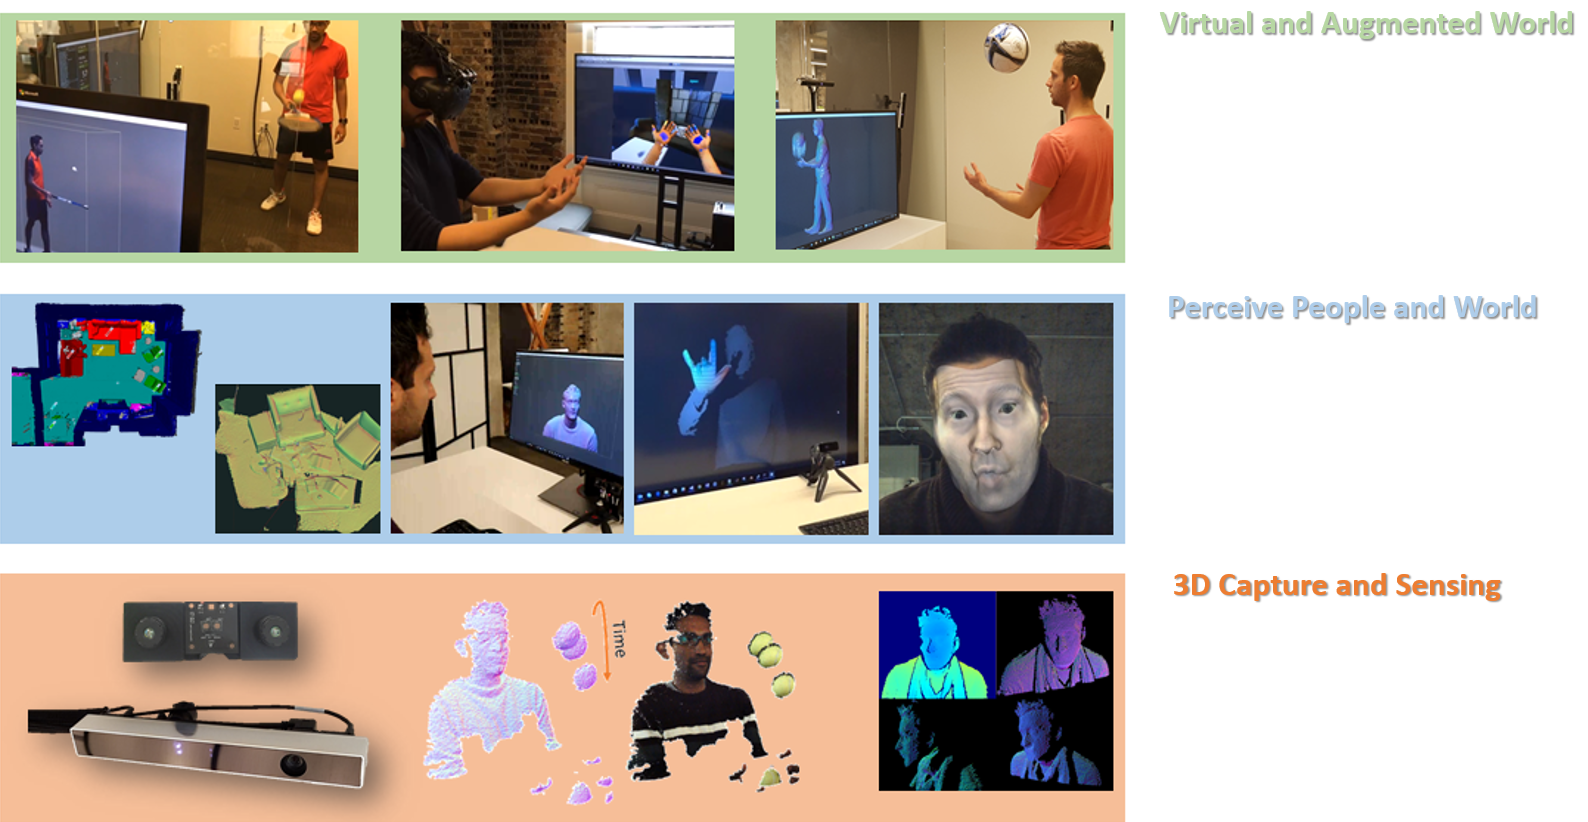 Virtual and Augmented World
Perceive People and World
3D Capture and Sensing
Time